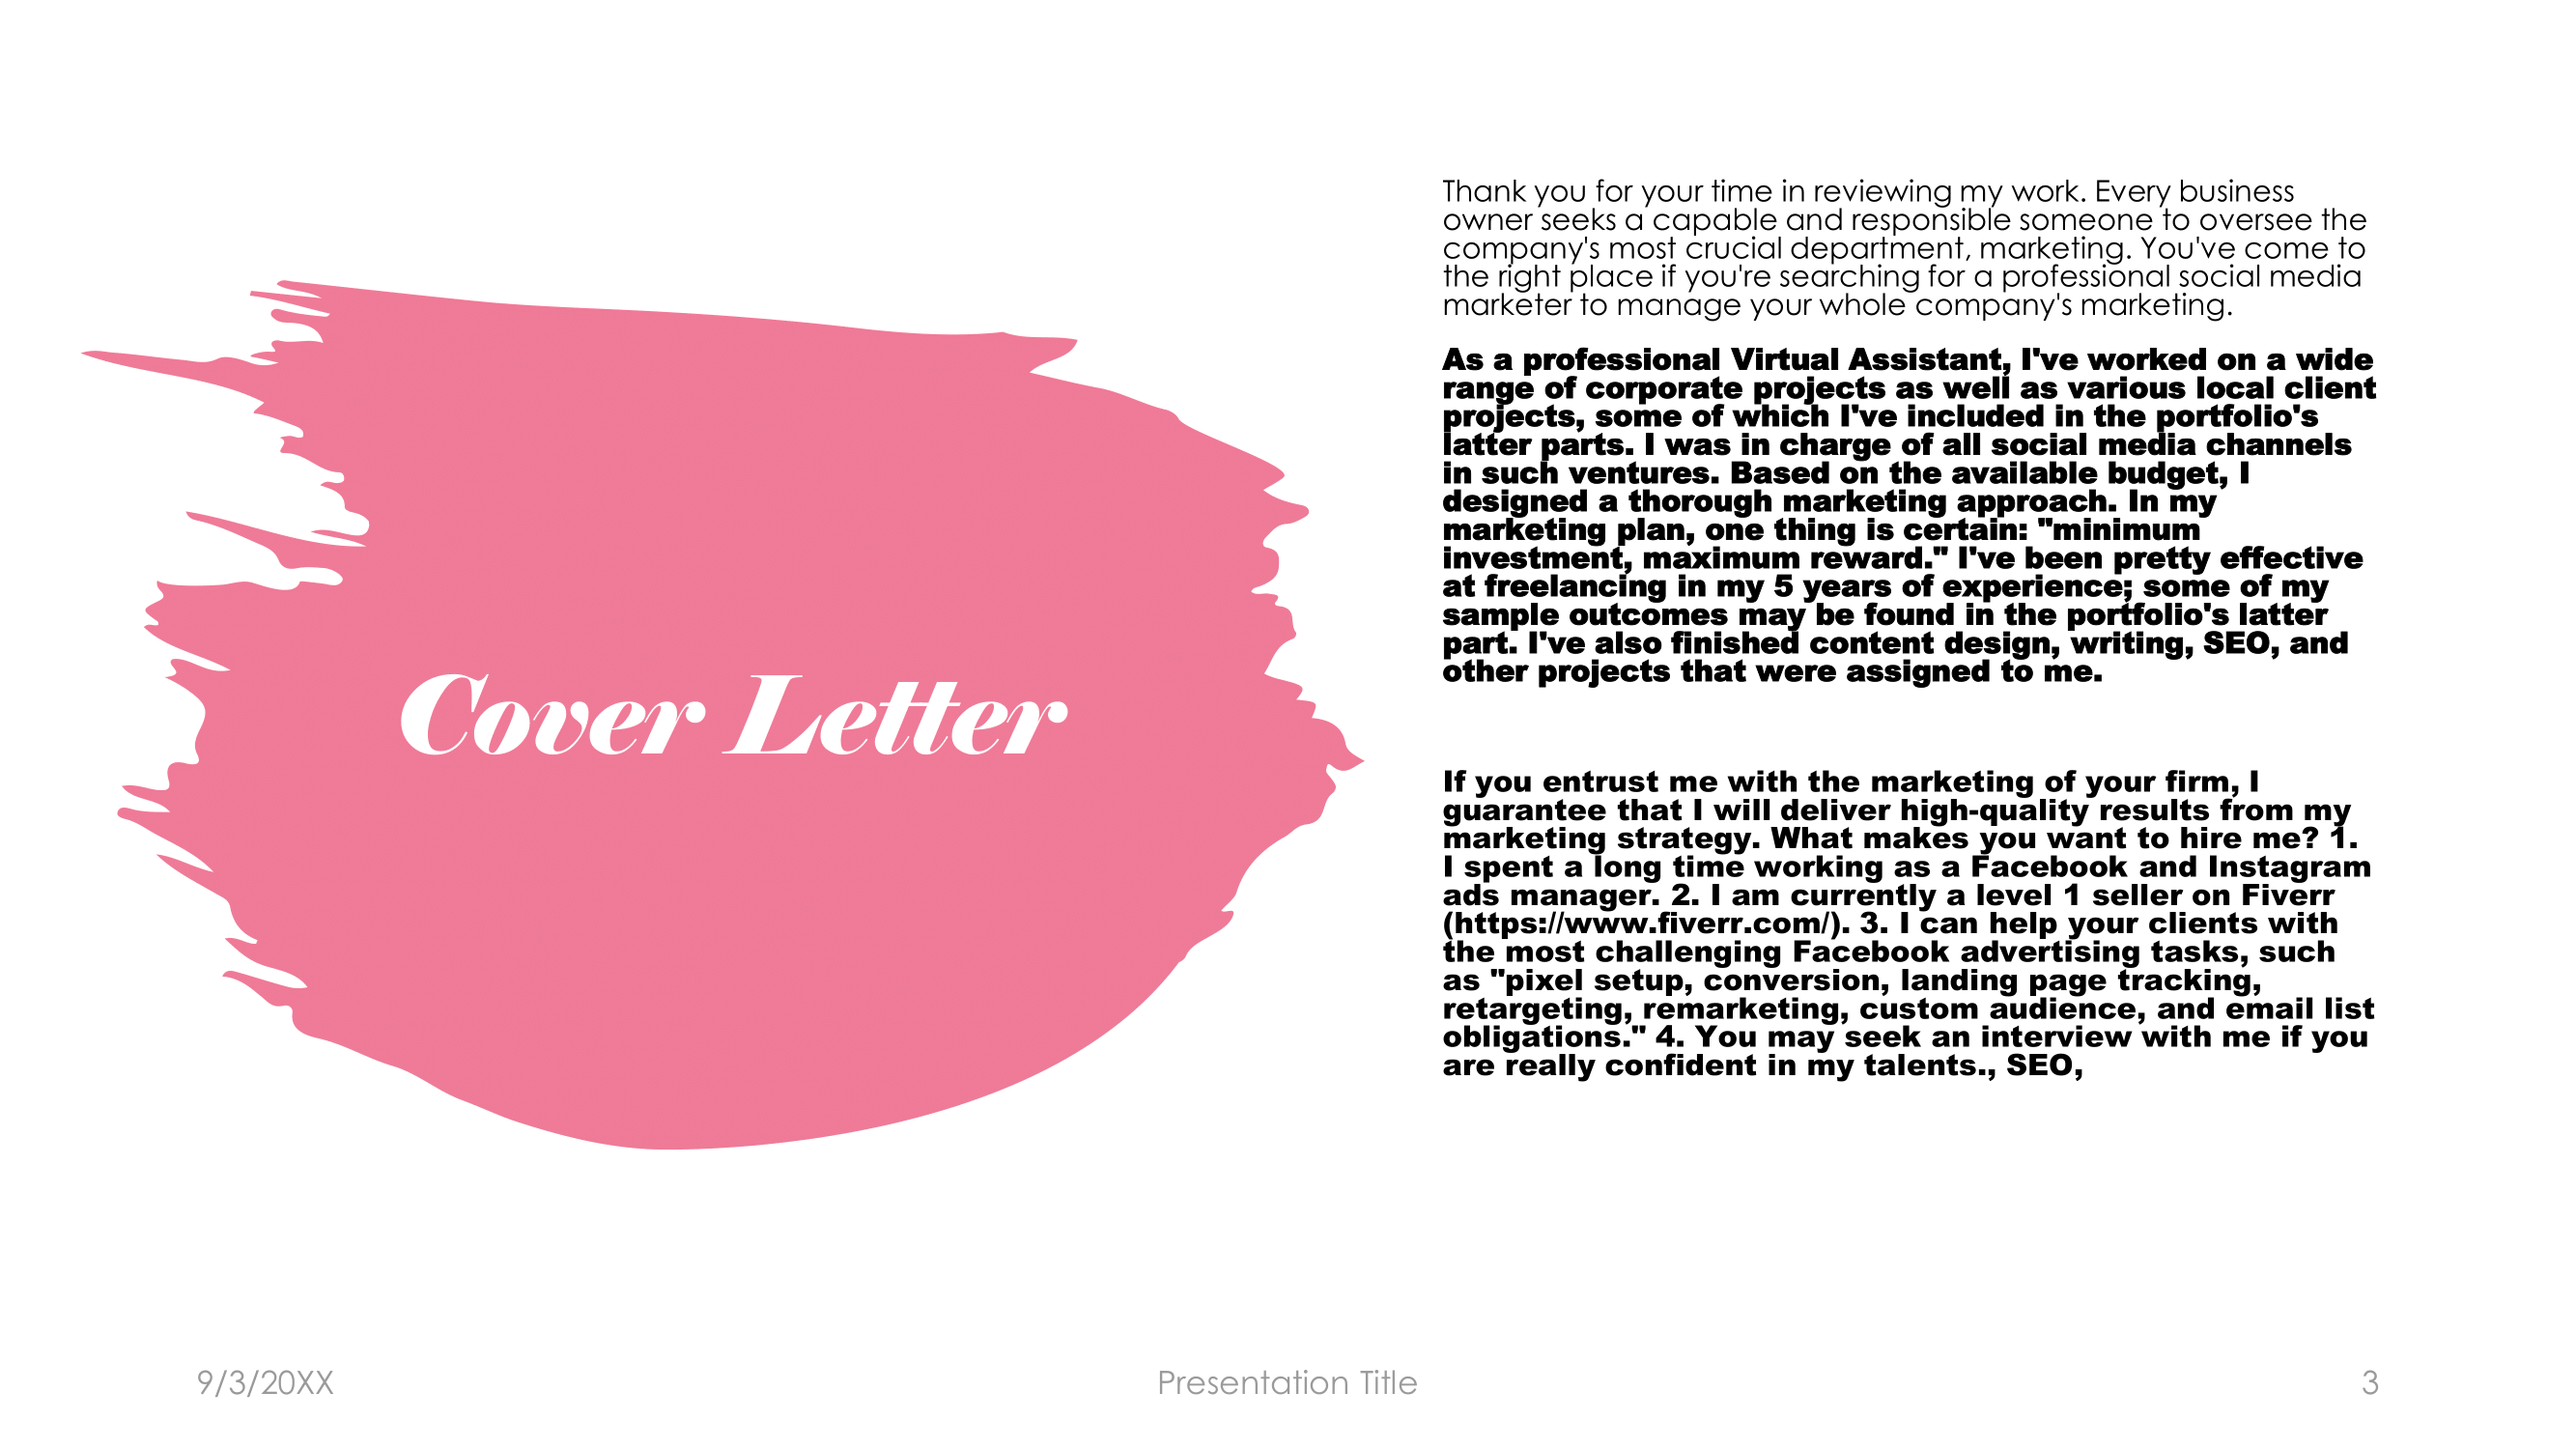 Cover Letter
Thank you for your time in reviewing my work. Every business
owner seeks a capable and responsible someone to oversee the
company's most crucial department, marketing. You've come to
the right place if you're searching for a professional social media
marketer to manage your whole company's marketing.
As a professional Virtual Assistant, I've worked on a wide
range of corporate projects as well as various local client
projects, some of which I've included in the portfolio's
latter parts. I was in charge of all social media channels
in such ventures. Based on the available budget, I
designed a thorough marketing approach. In my
marketing plan, one thing is certain: "minimum
investment, maximum reward." I've been pretty effective
at freelancing in my 5 years of experience; some of my
sample outcomes may be found in the portfolio's latter
part. I've also finished content design, writing, SEO, and
other projects that were assigned to me.
If you entrust me with the marketing of your firm, I
guarantee that I will deliver high-quality results from my
marketing strategy. What makes you want to hire me? 1.
I spent a long time working as a Facebook and Instagram
ads manager. 2. I am currently a level 1 seller on Fiverr
(https://www.fiverr.com/). 3. I can help your clients with
the most challenging Facebook advertising tasks, such
as "pixel setup, conversion, landing page tracking,
retargeting, remarketing, custom audience, and email list
obligations." 4. You may seek an interview with me if you
are really confident in my talents., SEO,
9/3/20XX
Presentation Title
3